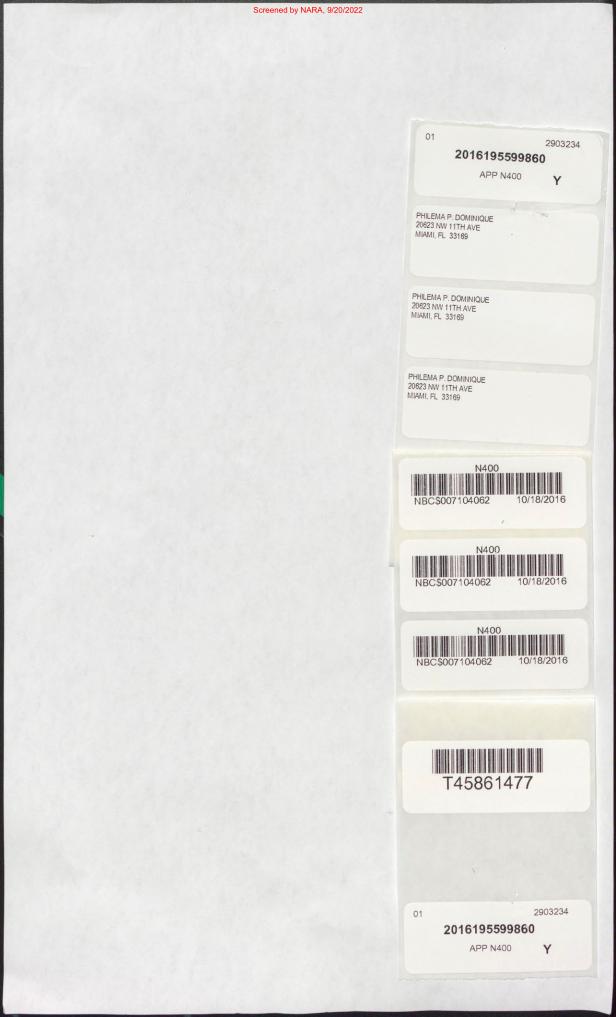 Screened by NARA, 9/20/2022
01 2903234
2016195599860
APP N400 Y
PHILEMA P. DOMINIQUE
20623 NW 11TH AVE
MIAMI, FL 33169
PHILEMA P. DOMINIQUE
20623 NW 11TH AVE
MIAMI, FL 33169
PHILEMA P. DOMINIQUE
20623 NW 11TH AVE
MIAMI, FL 33169
N400
NBC$007104062 10/18/2016
N400
NBC$007104062 10/18/2016
N400
NBC$007104062 10/18/2016
T45861477
01 2903234
2016195599860
APP N400 Y